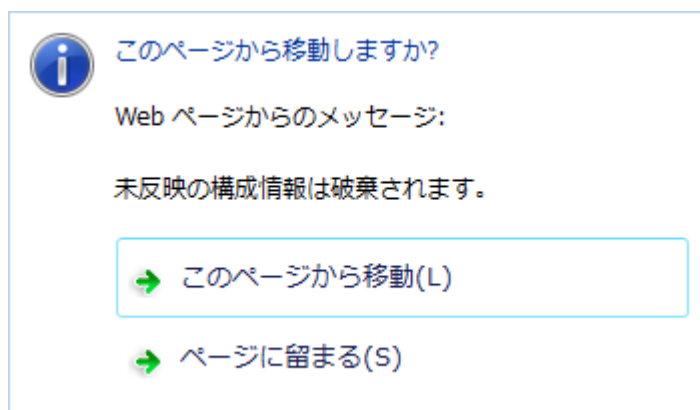 このページから移動しますか?
Web ページからのメッセージ:
未反映の構成情報は破棄されます。
このページから移動(L)
ページに留まる(S)